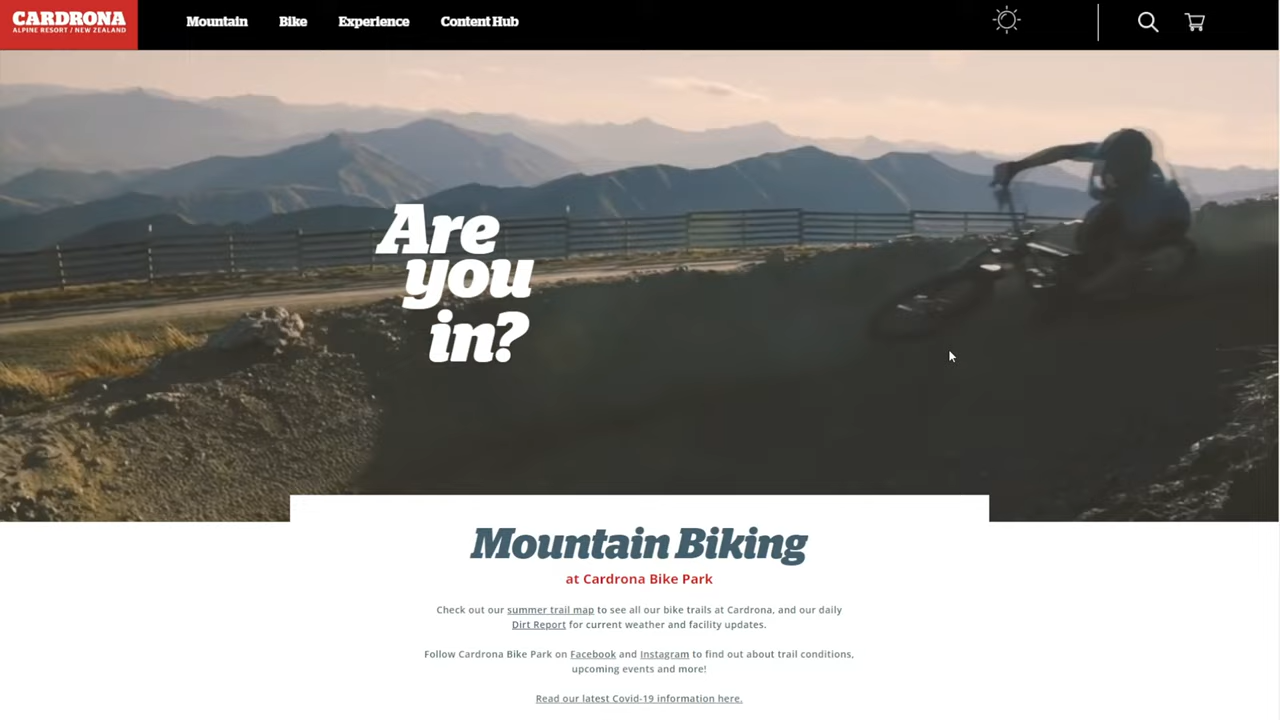 CARDRONA
ALPINE RESORT / NEW ZEALAND
Mountain Bike Experience Content Hub
Are
you
in?
Mountain Biking
at Cardrona Bike Park
Check out our summer trail map to see all our bike trails at Cardrona, and our daily
Dirt Report for current weather and facility updates.
Follow Cardrona Bike Park on Facebook and Instagram to find out about trail conditions,
upcoming events and more!
Read our latest Covid-19 information here.